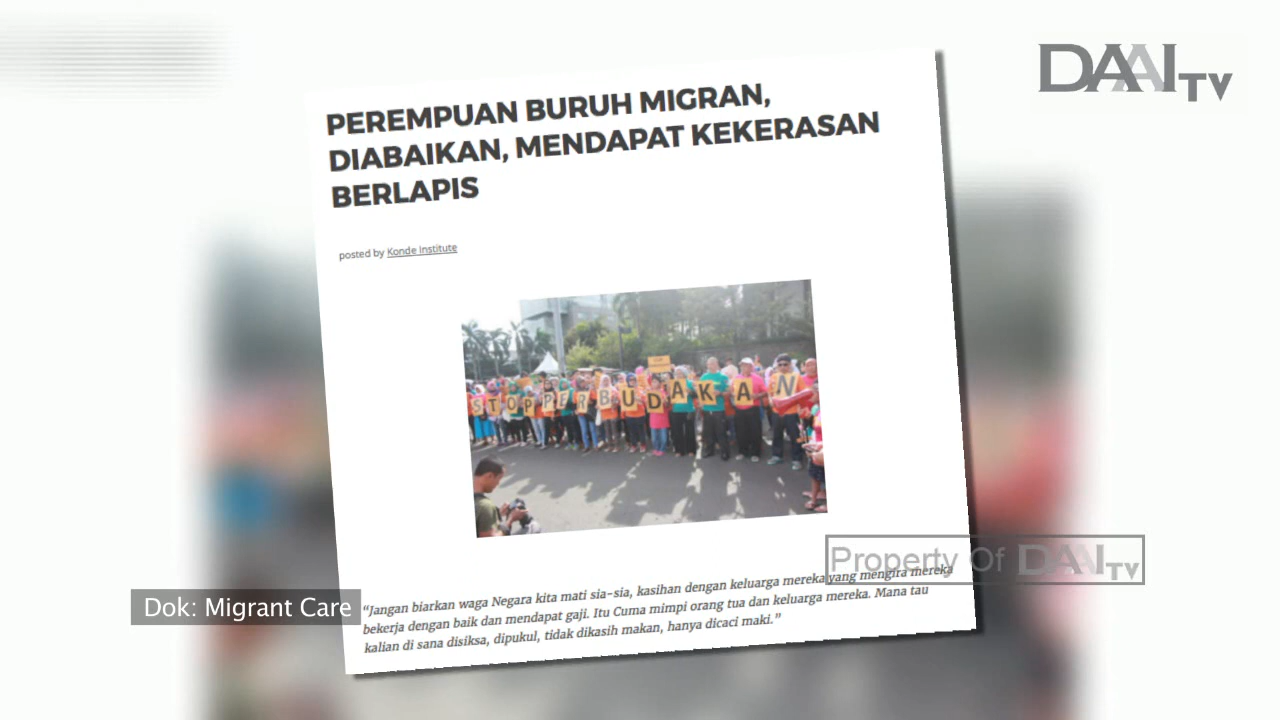 DAAI TV
PEREMPUAN BURUH MIGRAN,
DIABAIKAN, MENDAPAT KEKERASAN
BERLAPIS
posted by Konde Institute
STOP PERBUDAKAN
Property Of DAAI TV
“Jangan biarkan waga Negara kita mati sia-sia, kasihan dengan keluarga mereka yang mengira mereka
bekerja dengan baik dan mendapat gaji. Itu Cuma mimpi orang tua dan keluarga mereka. Mana tau
kalian di sana disiksa, dipukul, tidak dikasih makan, hanya dicaci maki.”
Dok: Migrant Care